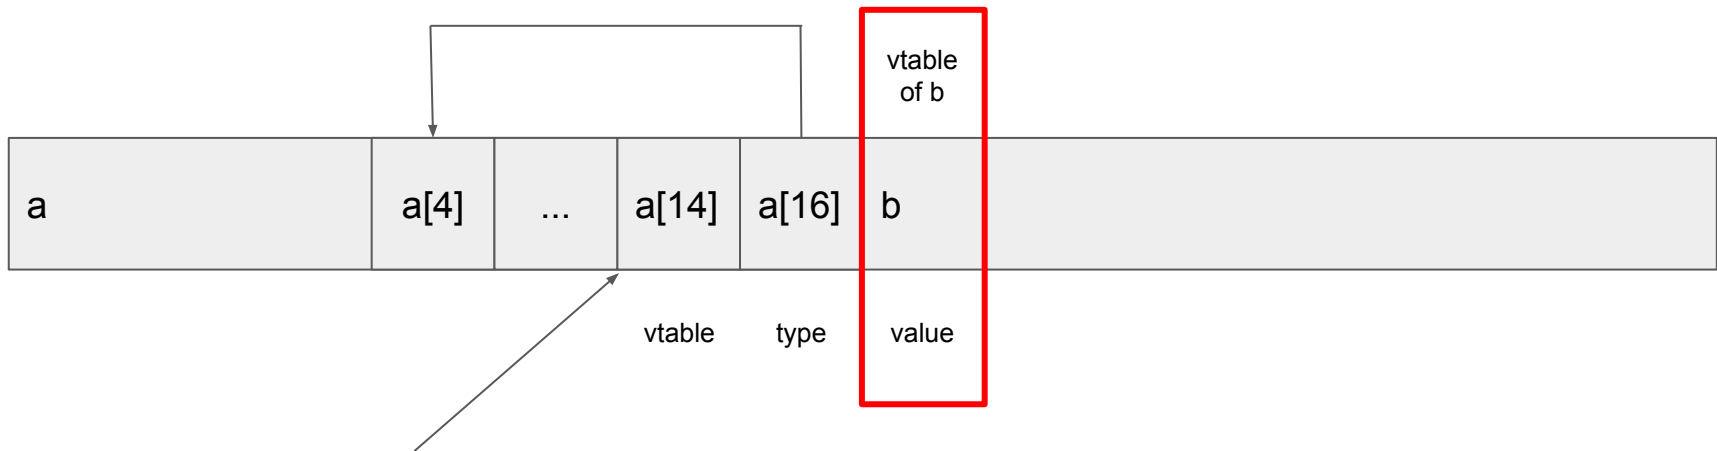 vtable
of b
a
a[4]
...
a[14]
a[16]
b
vtable
type
value